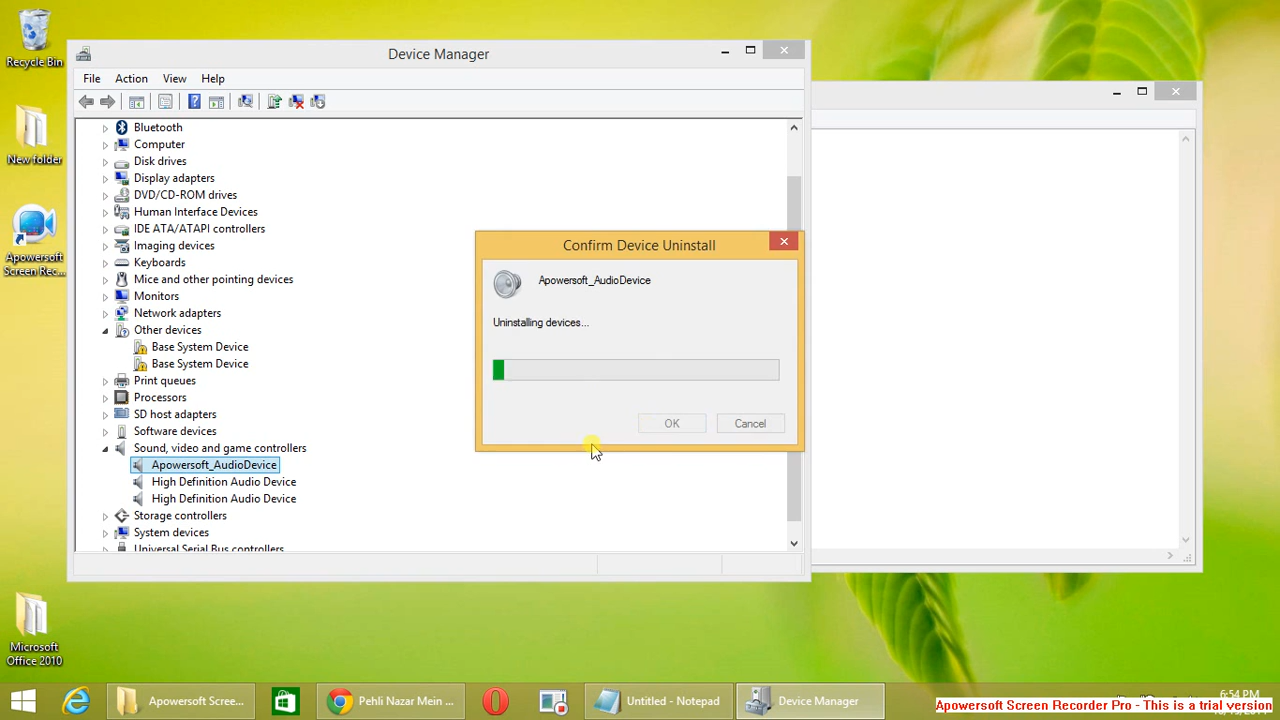 Recycle Bin
New folder
Apowersoft
Screen Rec...
Microsoft
Office 2010
Device Manager
File Action View Help
Bluetooth
Computer
Disk drives
Display adapters
DVD/CD-ROM drives
Human Interface Devices
IDE ATA/ATAPI controllers
Imaging devices
Keyboards
Mice and other pointing devices
Monitors
Network adapters
Other devices
Base System Device
Base System Device
Print queues
Processors
SD host adapters
Software devices
Sound, video and game controllers
Apowersoft_AudioDevice
High Definition Audio Device
High Definition Audio Device
Storage controllers
System devices
Universal Serial Bus controllers
Confirm Device Uninstall
Apowersoft_AudioDevice
Uninstalling devices...
OK Cancel
Apowersoft Scree... Pehli Nazar Mein ... Untitled - Notepad Device Manager
6:54 PM
Apowersoft Screen Recorder Pro - This is a trial version